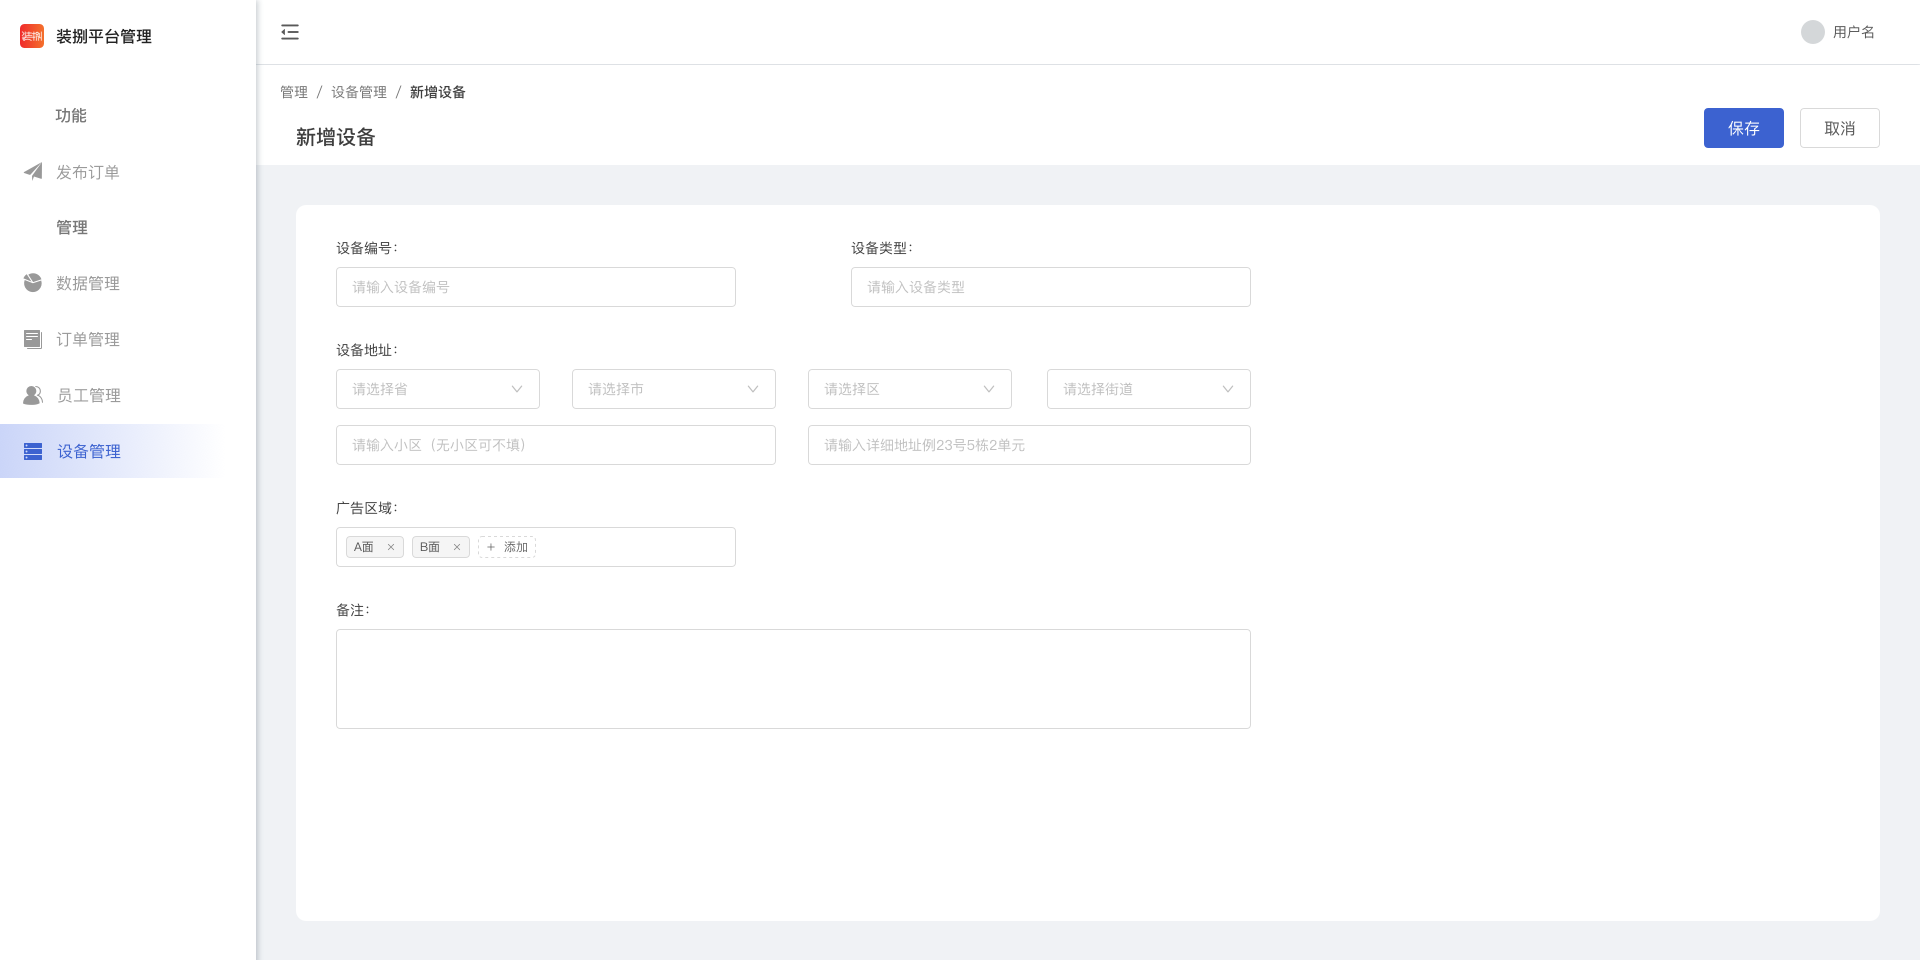 装捌
装捌平台管理
功能
发布订单
管理
数据管理
订单管理
员工管理
设备管理
用户名
管理 / 设备管理 / 新增设备
新增设备
保存
取消
设备编号：
设备类型：
请输入设备编号
请输入设备类型
设备地址：
请选择省
请选择市
请选择区
请选择街道
请输入小区（无小区可不填）
请输入详细地址例23号5栋2单元
广告区域：
A面 ×
B面 ×
+ 添加
备注：